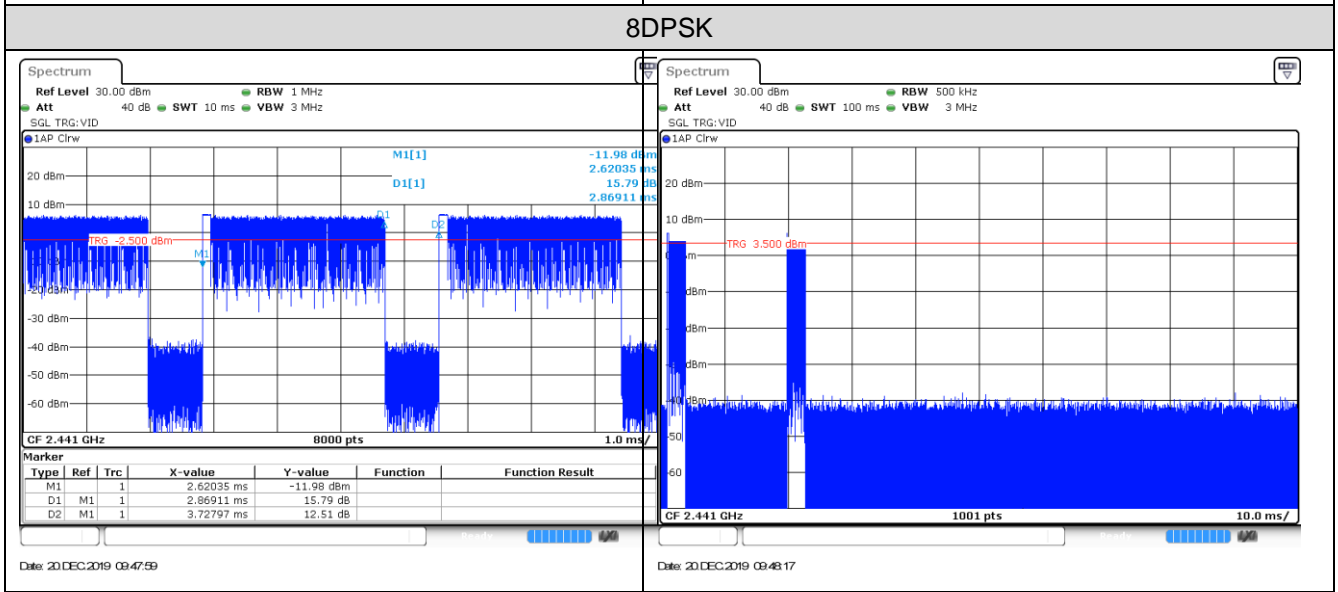 8DPSK
Spectrum
Ref Level 30.00 dBm RBW 1 MHz
Att 40 dB SWT 10 ms VBW 3 MHz
SGL TRG:VID
1AP Clrw
M1[1] -11.98 dBm
2.62035 ms
20 dBm
D1[1] 15.79 dB
2.86911 ms
10 dBm
D1
D2
TRG -2.500 dBm
M1
-20 dBm
-30 dBm
-40 dBm
-50 dBm
-60 dBm
CF 2.441 GHz 8000 pts 1.0 ms/
Marker
Type Ref Trc X-value Y-value Function Function Result
M1 1 2.62035 ms -11.98 dBm
D1 M1 1 2.86911 ms 15.79 dB
D2 M1 1 3.72797 ms 12.51 dB
Date: 20.DEC.2019 09:47:59
Spectrum
Ref Level 30.00 dBm RBW 500 kHz
Att 40 dB SWT 100 ms VBW 3 MHz
SGL TRG:VID
1AP Clrw
20 dBm
10 dBm
TRG 3.500 dBm
CF 2.441 GHz 1001 pts 10.0 ms/
Date: 20.DEC.2019 09:48:17